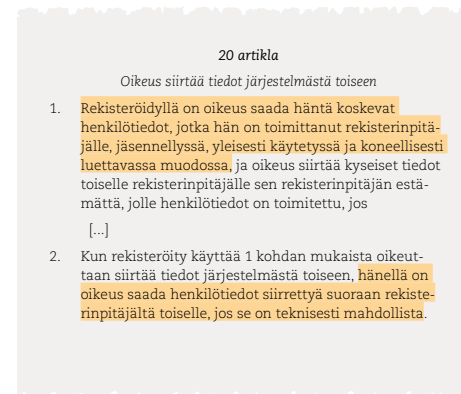 20 artikla
Oikeus siirtää tiedot järjestelmästä toiseen
1. Rekisteröidyllä on oikeus saada häntä koskevat
henkilötiedot, jotka hän on toimittanut rekisterinpitä-
jälle, jäsennellyssä, yleisesti käytetyssä ja koneellisesti
luettavassa muodossa, ja oikeus siirtää kyseiset tiedot
toiselle rekisterinpitäjälle sen rekisterinpitäjän estä-
mättä, jolle henkilötiedot on toimitettu, jos
[...]
2. Kun rekisteröity käyttää 1 kohdan mukaista oikeut-
taan siirtää tiedot järjestelmästä toiseen, hänellä on
oikeus saada henkilötiedot siirrettyä suoraan rekiste-
rinpitäjältä toiselle, jos se on teknisesti mahdollista.